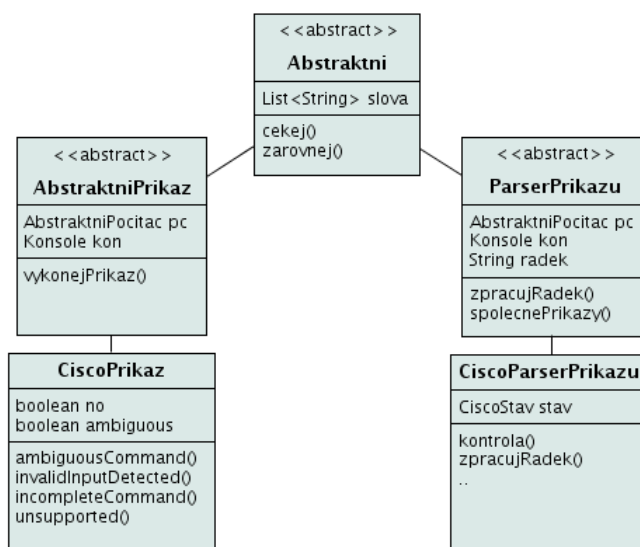 <<abstract>>
Abstraktni
List<String> slova
cekej()
zarovnej()
<<abstract>>
AbstraktniPrikaz
AbstraktniPocitac pc
Konsole kon
vykonejPrikaz()
<<abstract>>
ParserPrikazu
AbstraktniPocitac pc
Konsole kon
String radek
zpracujRadek()
spolecnePrikazy()
CiscoPrikaz
boolean no
boolean ambiguous
ambiguousCommand()
invalidInputDetected()
incompleteCommand()
unsupported()
CiscoParserPrikazu
CiscoStav stav
kontrola()
zpracujRadek()
..